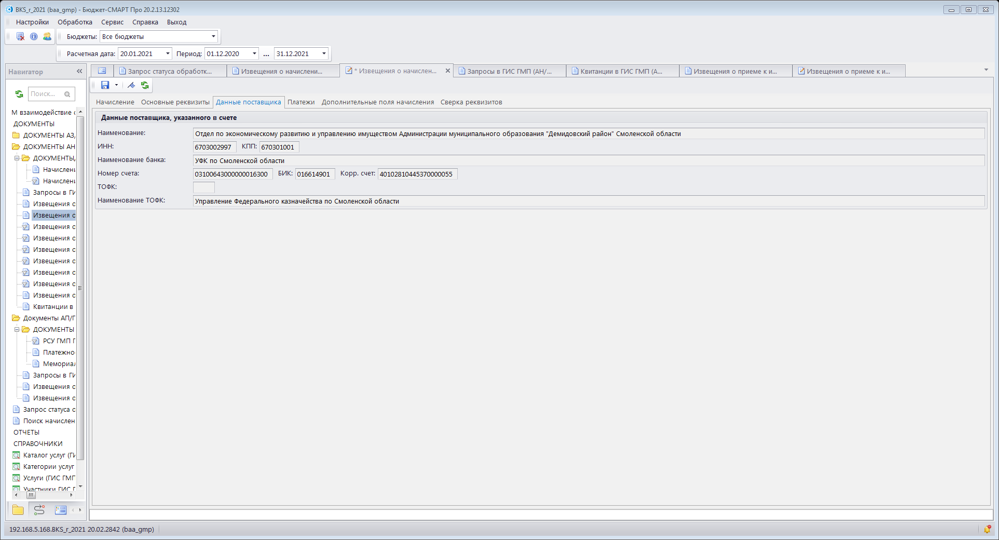 BKS_r_2021 (baa_gmp) - Бюджет-СМАРТ Про 20.2.13.12302
Настройки Обработка Сервис Справка Выход
Бюджеты: Все бюджеты
Расчетная дата: 20.01.2021 Период: 01.12.2020 ... 31.12.2021
Навигатор
Запрос статуса обработк... Извещения о начислени... * Извещения о начислен... Запросы в ГИС ГМП (АН/... Квитанции в ГИС ГМП (А... Извещения о приеме к и... Извещения о приеме к и...
Поиск...
Начисление Основные реквизиты Данные поставщика Платежи Дополнительные поля начисления Сверка реквизитов
Данные поставщика, указанного в счете
Наименование: Отдел по экономическому развитию и управлению имуществом Администрации муниципального образования "Демидовский район" Смоленской области
ИНН: 6703002997 КПП: 670301001
Наименование банка: УФК по Смоленской области
Номер счета: 03100643000000016300 БИК: 016614901 Корр. счет: 40102810445370000055
ТОФК:
Наименование ТОФК: Управление Федерального казначейства по Смоленской области
М взаимодействие с
ДОКУМЕНТЫ
ДОКУМЕНТЫ АЗ,
ДОКУМЕНТЫ АН
ДОКУМЕНТЫ,
Начислени
Начислени
Запросы в ГИ
Извещения о
Извещения о
Извещения о
Извещения о
Извещения о
Извещения о
Извещения о
Извещения о
Извещения о
Квитанции в
Документы АП/Г
ДОКУМЕНТЫ
РСУ ГМП Г
Платежно
Мемориал
Запросы в ГИ
Извещения о
Извещения о
Запрос статуса о
Поиск начислен
ОТЧЕТЫ
СПРАВОЧНИКИ
Каталог услуг (ГИ
Категории услуг
Услуги (ГИС ГМП
Участники ГИС Г
192.168.5.168.BKS_r_2021 20.02.2842 (baa_gmp)